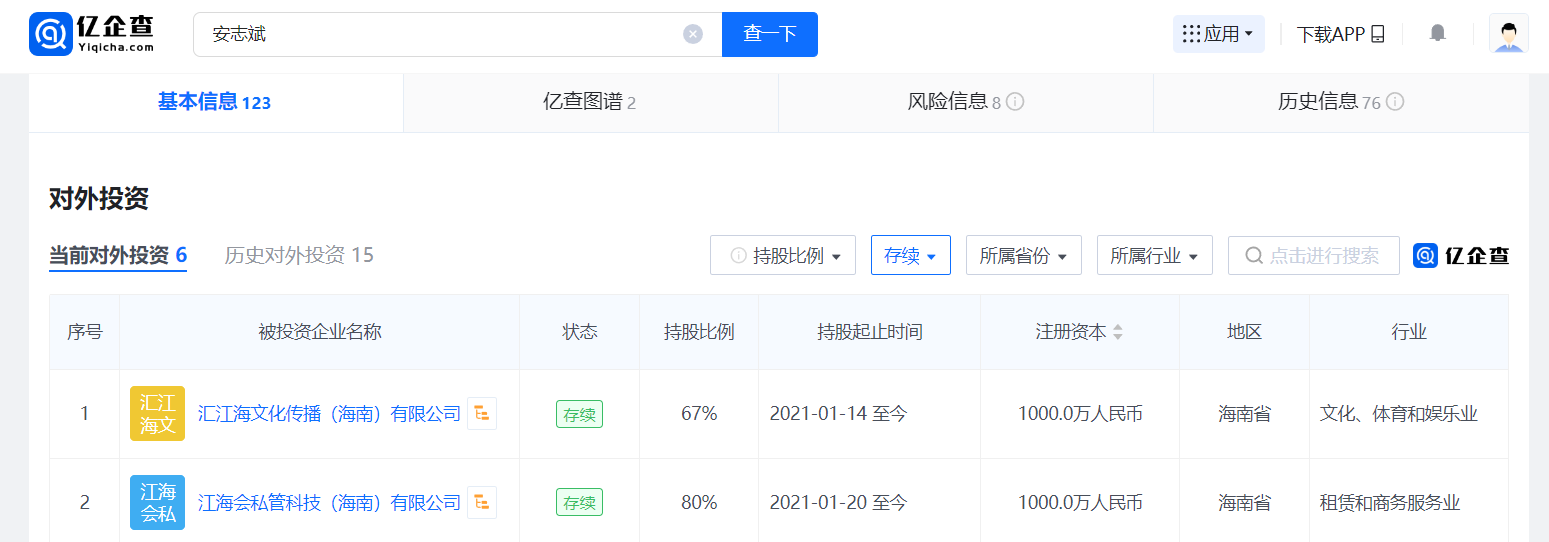 亿企查
Yiqicha.com
安志斌
查一下
应用
下载APP
基本信息 123
亿查图谱 2
风险信息 8
历史信息 76
对外投资
当前对外投资 6
历史对外投资 15
持股比例
存续
所属省份
所属行业
点击进行搜索
亿企查
序号 被投资企业名称 状态 持股比例 持股起止时间 注册资本 地区 行业
汇江
海文
1 汇江海文化传播（海南）有限公司 存续 67% 2021-01-14 至今 1000.0万人民币 海南省 文化、体育和娱乐业
江海
会私
2 江海会私管科技（海南）有限公司 存续 80% 2021-01-20 至今 1000.0万人民币 海南省 租赁和商务服务业